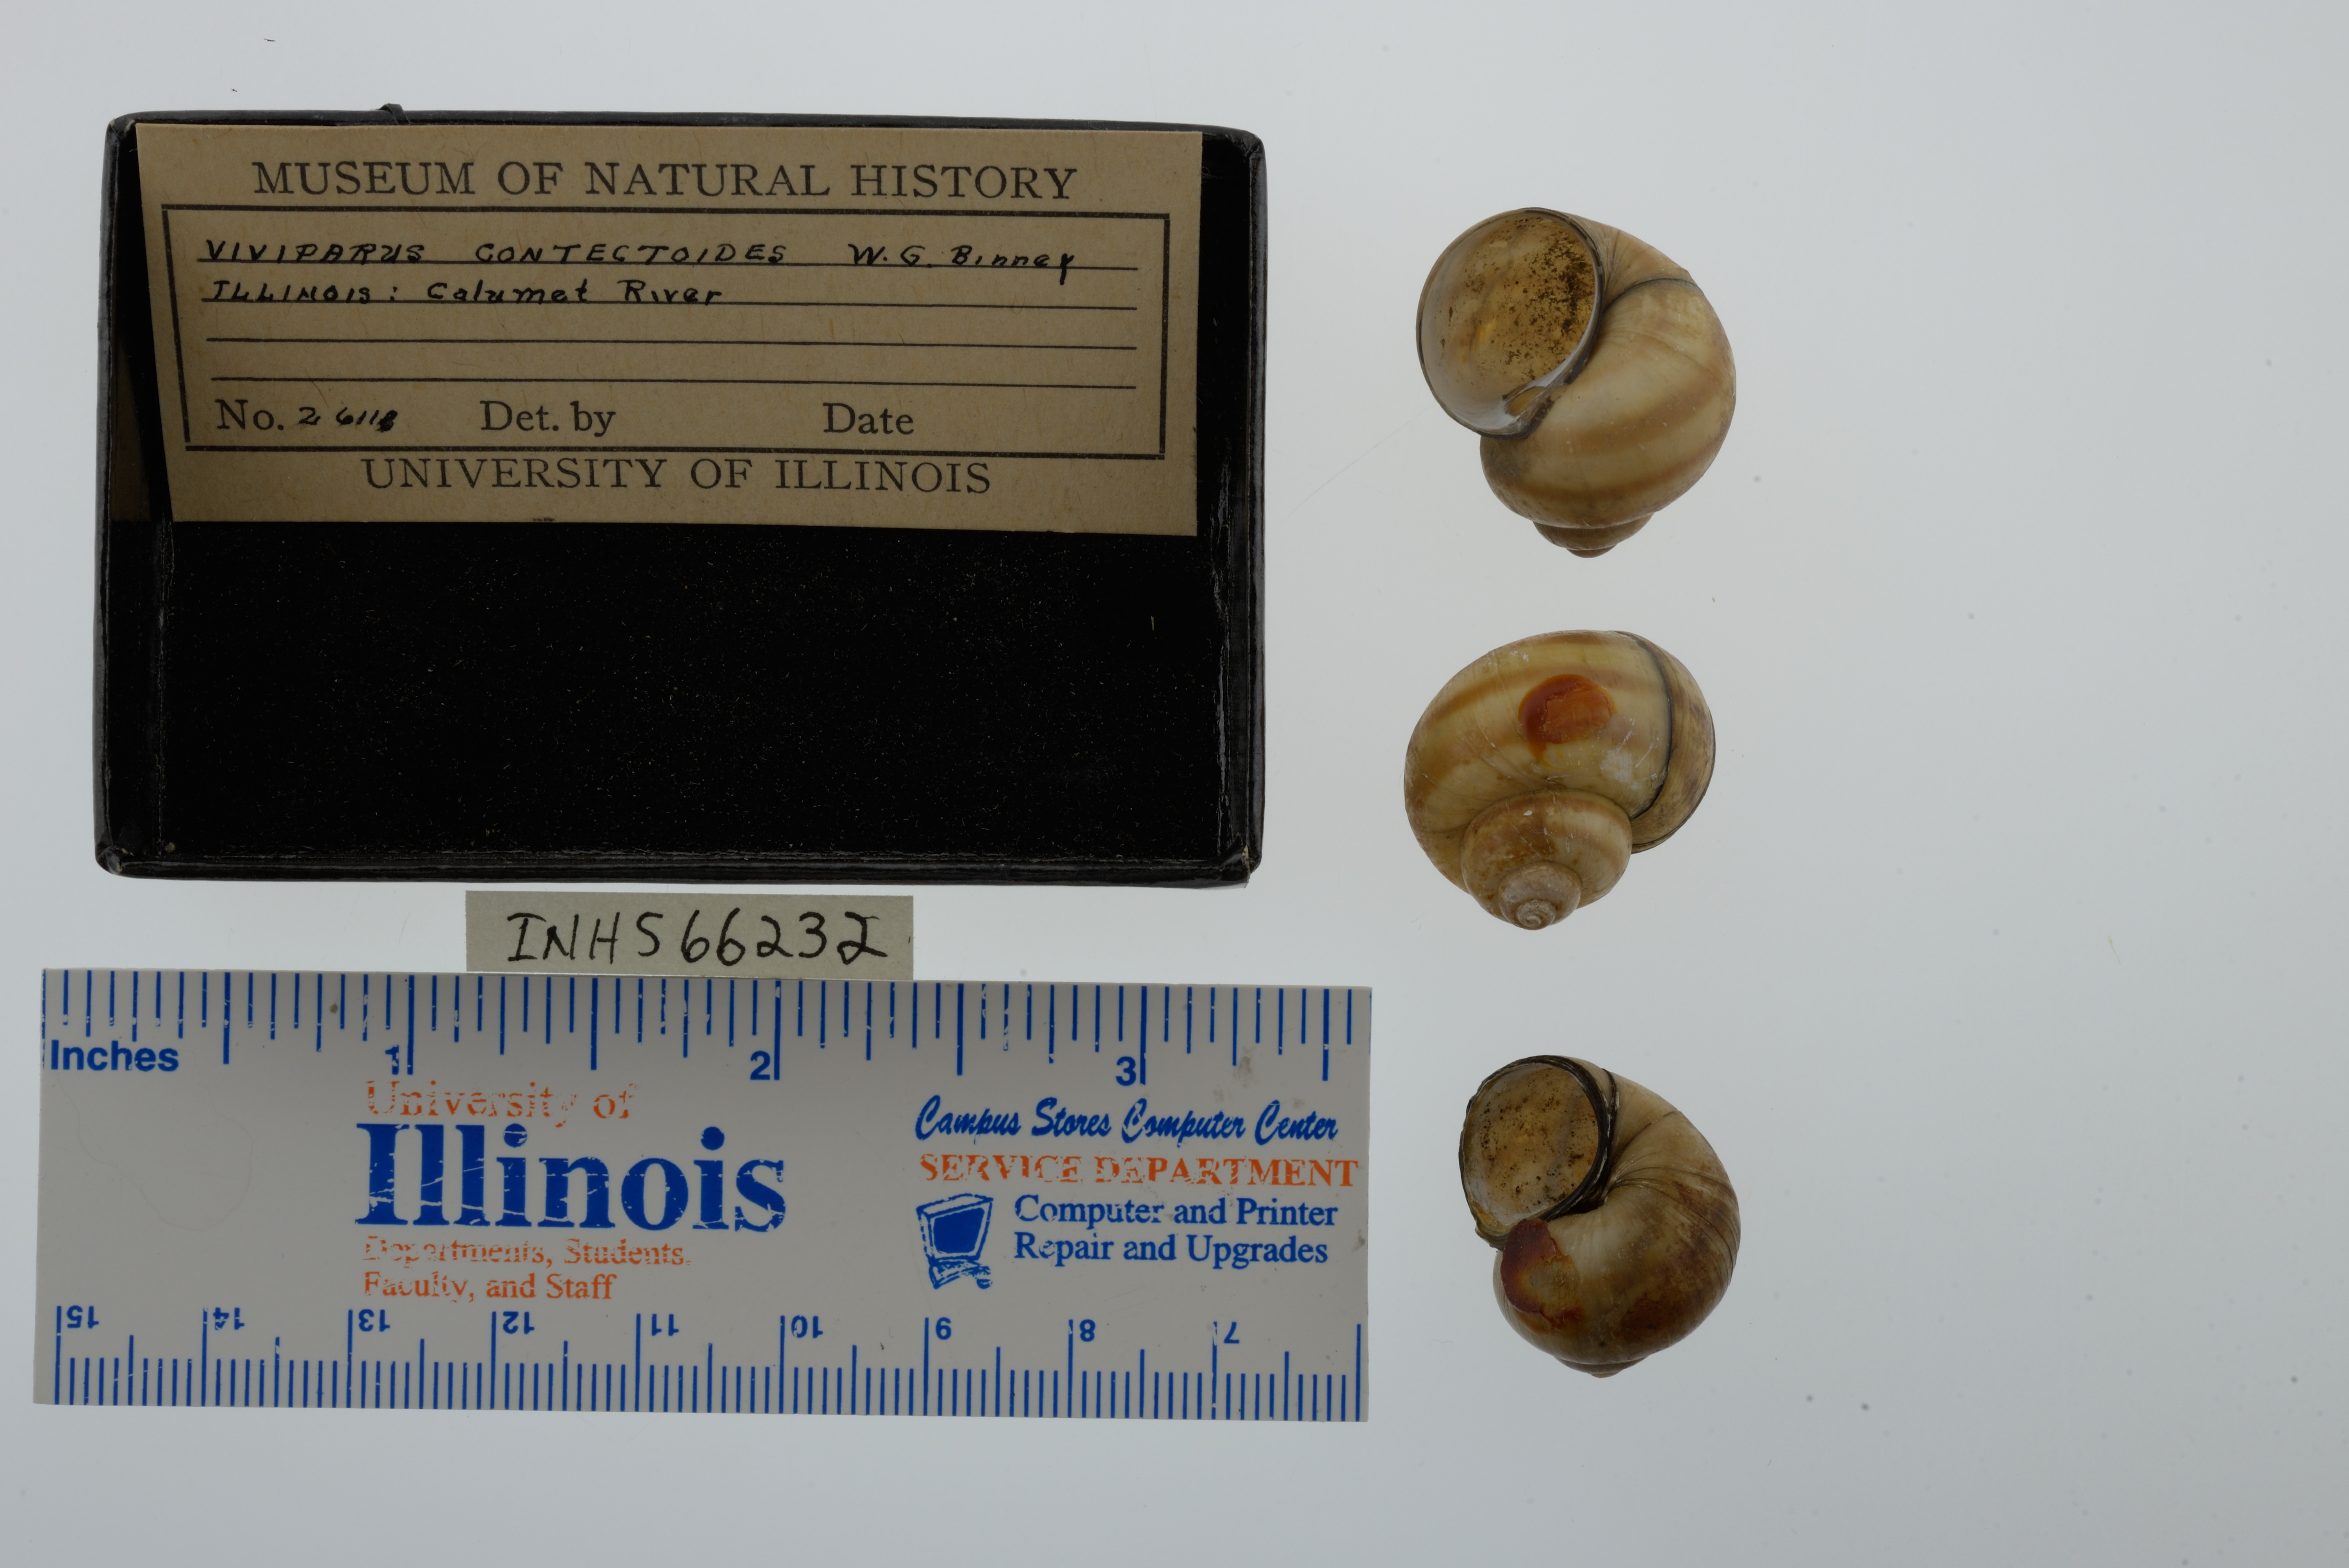 MUSEUM OF NATURAL HISTORY
VIVIPARUS CONTECTOIDES W.G. Binney
ILLINOIS: Calumet River
No. 26118 Det. by Date
UNIVERSITY OF ILLINOIS
INHS66232
Inches 1 2 3
University of
Illinois
Departments, Students,
Faculty, and Staff
Campus Stores Computer Center
SERVICE DEPARTMENT
Computer and Printer
Repair and Upgrades
15 14 13 12 11 10 9 8 7